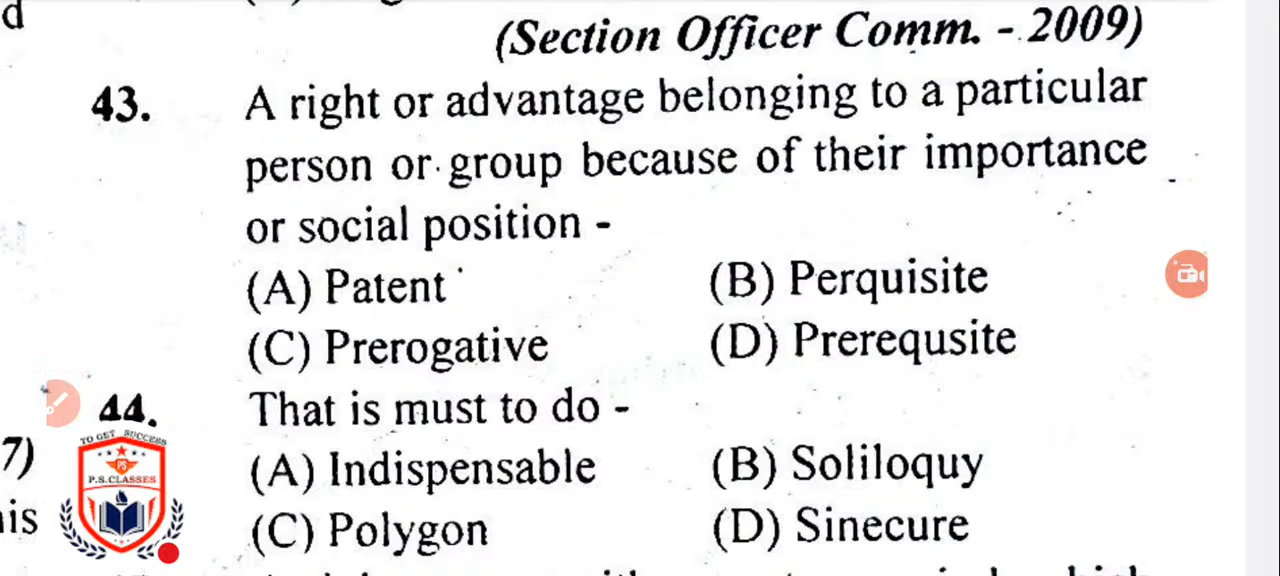 d
(Section Officer Comm. - 2009)
43. A right or advantage belonging to a particular
person or group because of their importance
or social position -
(A) Patent (B) Perquisite
(C) Prerogative (D) Prerequsite
44. That is must to do -
7)
TO GET SUCCESS
PS
P.S.CLASSES
(A) Indispensable (B) Soliloquy
is
(C) Polygon (D) Sinecure